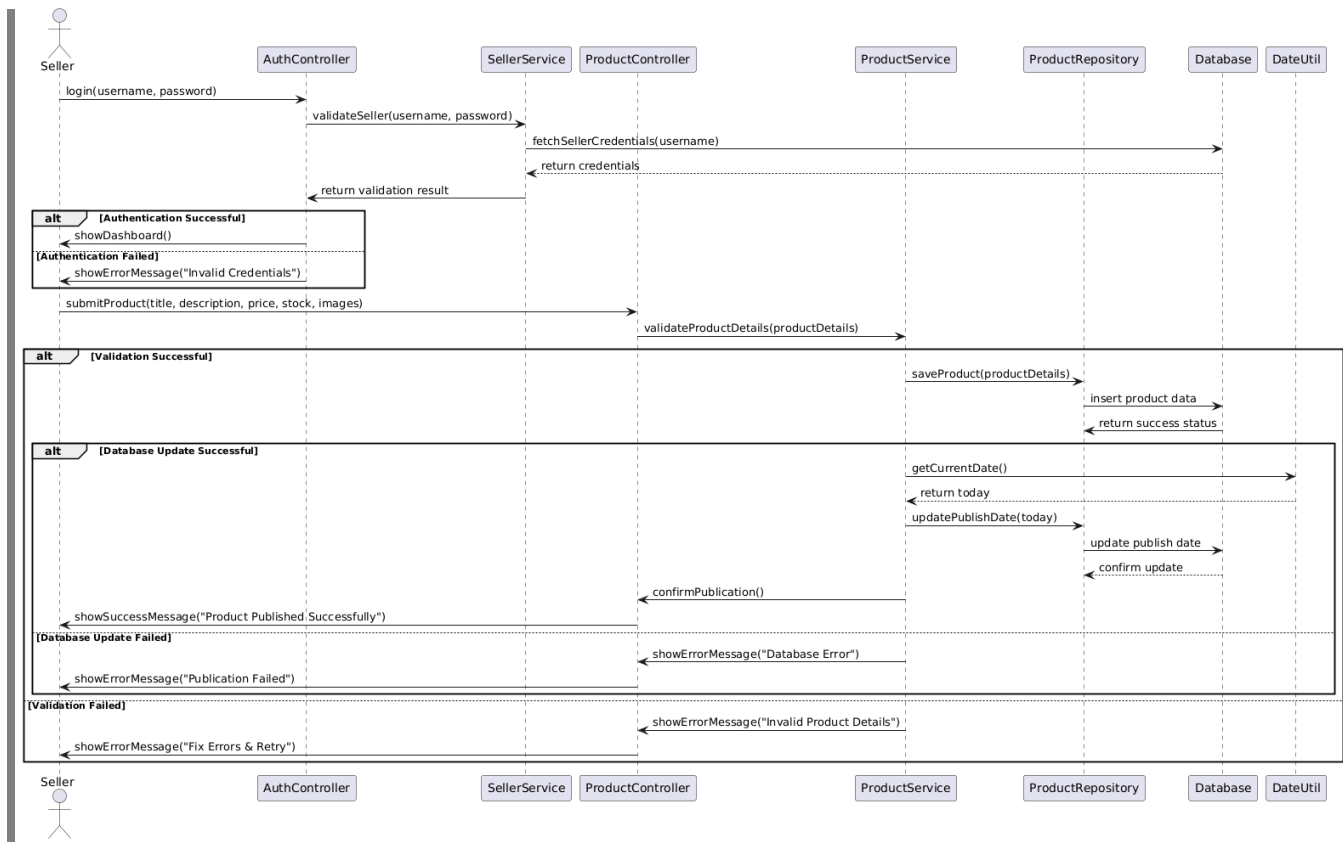 Seller
AuthController
SellerService
ProductController
ProductService
ProductRepository
Database
DateUtil
login(username, password)
validateSeller(username, password)
fetchSellerCredentials(username)
return credentials
return validation result
alt [Authentication Successful]
showDashboard()
[Authentication Failed]
showErrorMessage("Invalid Credentials")
submitProduct(title, description, price, stock, images)
validateProductDetails(productDetails)
alt [Validation Successful]
saveProduct(productDetails)
insert product data
return success status
alt [Database Update Successful]
getCurrentDate()
return today
updatePublishDate(today)
update publish date
confirm update
confirmPublication()
showSuccessMessage("Product Published Successfully")
[Database Update Failed]
showErrorMessage("Database Error")
showErrorMessage("Publication Failed")
[Validation Failed]
showErrorMessage("Invalid Product Details")
showErrorMessage("Fix Errors & Retry")
Seller
AuthController
SellerService
ProductController
ProductService
ProductRepository
Database
DateUtil